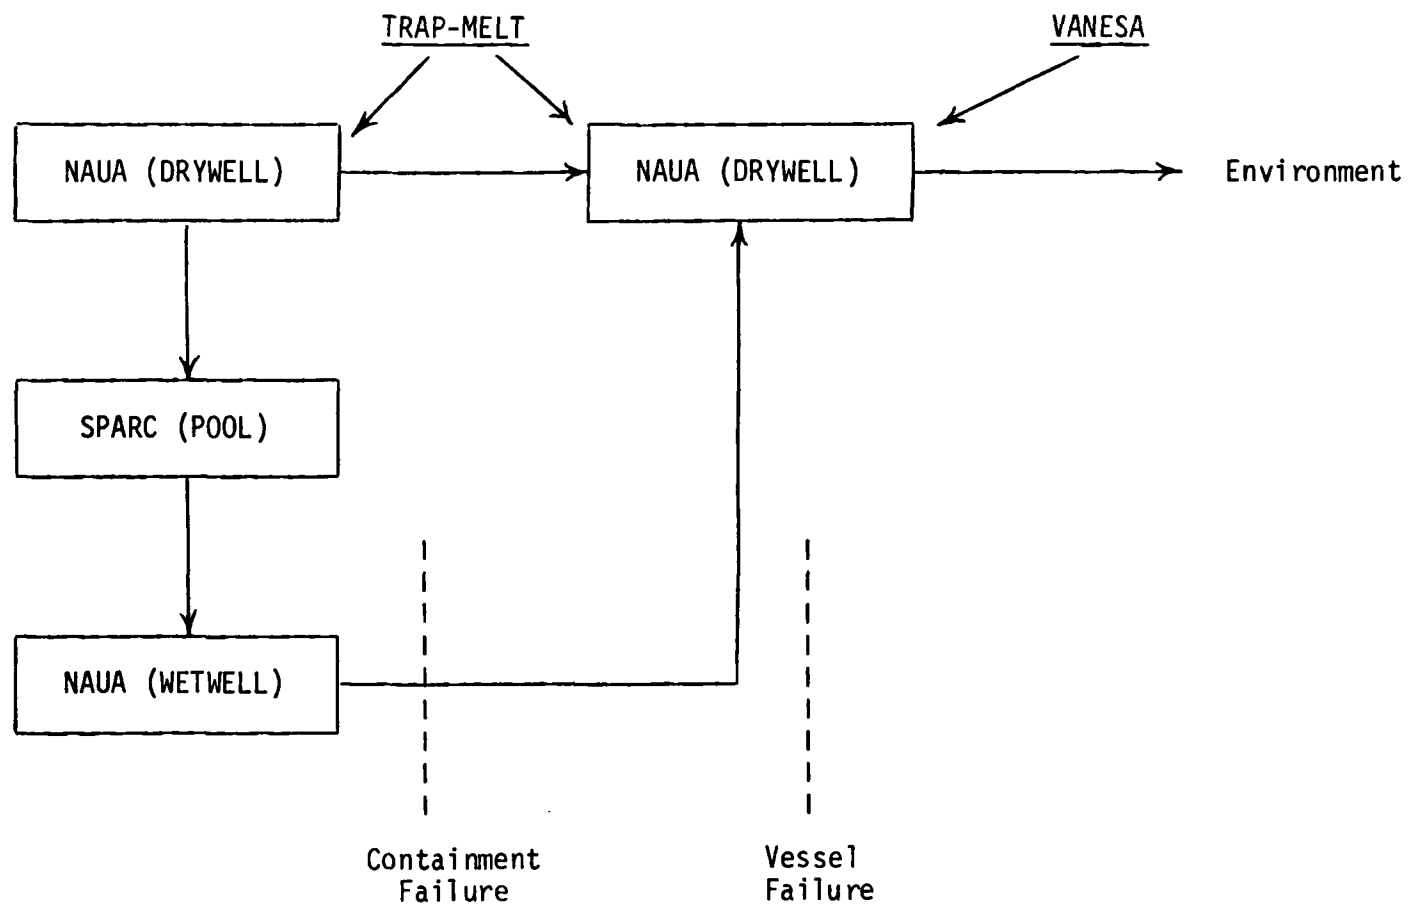 TRAP-MELT
VANESA
NAUA (DRYWELL)
NAUA (DRYWELL)
Environment
SPARC (POOL)
NAUA (WETWELL)
Containment
Failure
Vessel
Failure